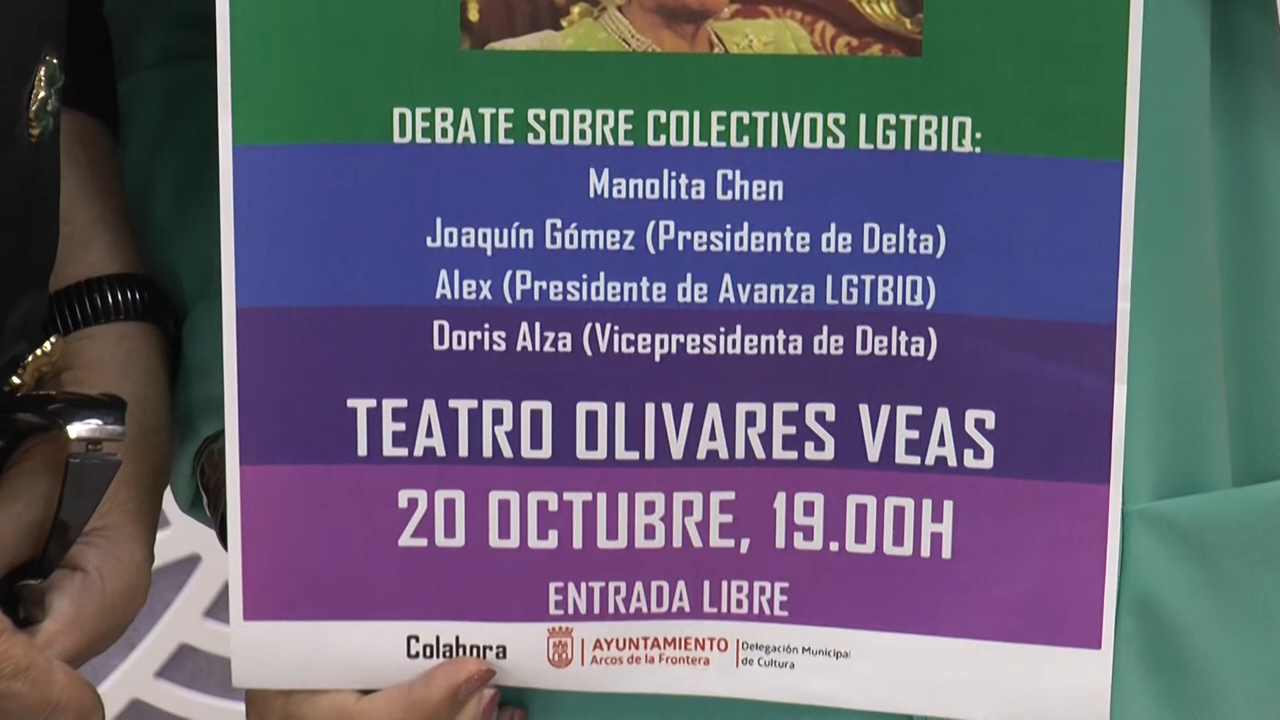 DEBATE SOBRE COLECTIVOS LGTBIQ:
Manolita Chen
Joaquín Gómez (Presidente de Delta)
Alex (Presidente de Avanza LGTBIQ)
Doris Alza (Vicepresidenta de Delta)
TEATRO OLIVARES VEAS
20 OCTUBRE, 19.00H
ENTRADA LIBRE
Colabora
AYUNTAMIENTO
Arcos de la Frontera
Delegación Municipal
de Cultura